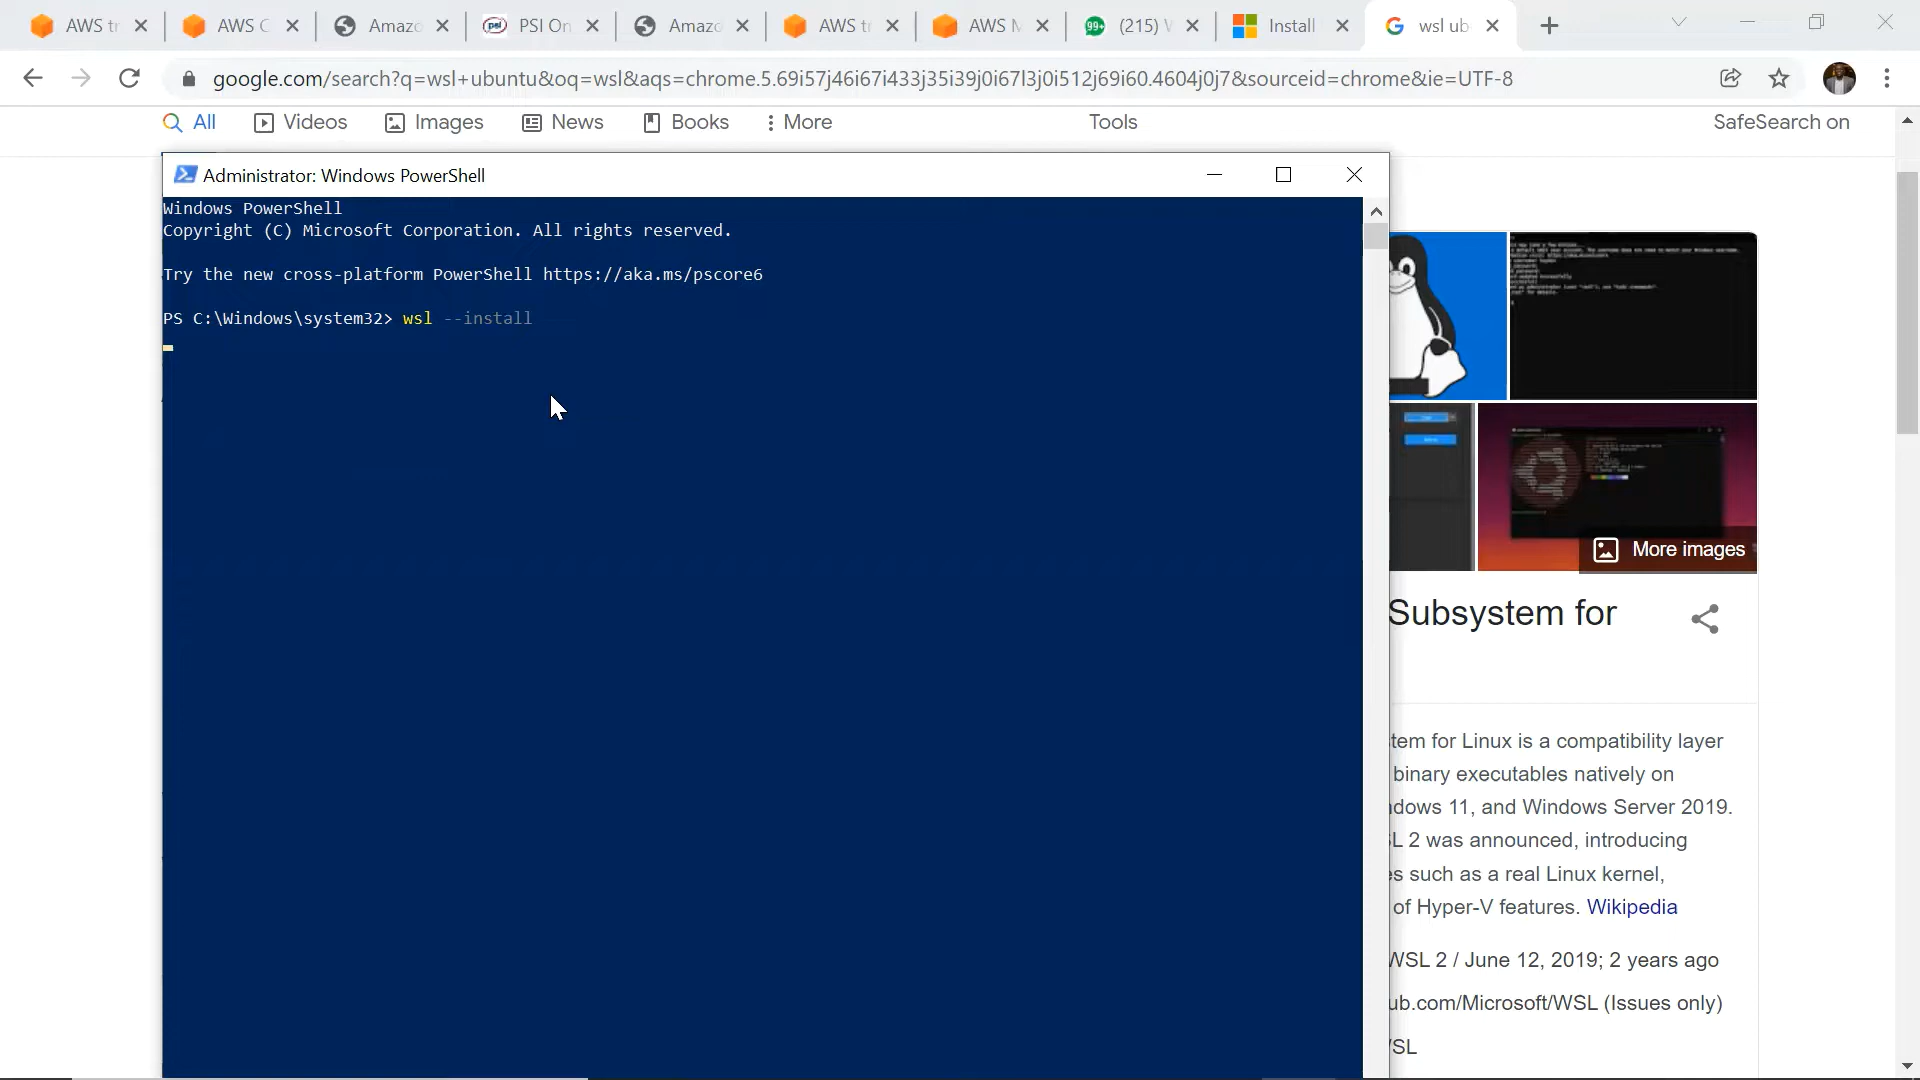 AWS tr
AWS C
Amazo
PSI On
Amazo
AWS tr
AWS M
99+ (215) W
Install
wsl ub
google.com/search?q=wsl+ubuntu&oq=wsl&aqs=chrome.5.69i57j46i67i433j35i39j0i67l3j0i512j69i60.4604j0j7&sourceid=chrome&ie=UTF-8
All Videos Images News Books More Tools SafeSearch on
Administrator: Windows PowerShell
Windows PowerShell
Copyright (C) Microsoft Corporation. All rights reserved.
Try the new cross-platform PowerShell https://aka.ms/pscore6
PS C:\Windows\system32> wsl --install
More images
Subsystem for
tem for Linux is a compatibility layer
binary executables natively on
ndows 11, and Windows Server 2019.
SL 2 was announced, introducing
es such as a real Linux kernel,
of Hyper-V features. Wikipedia
WSL 2 / June 12, 2019; 2 years ago
ub.com/Microsoft/WSL (Issues only)
/SL